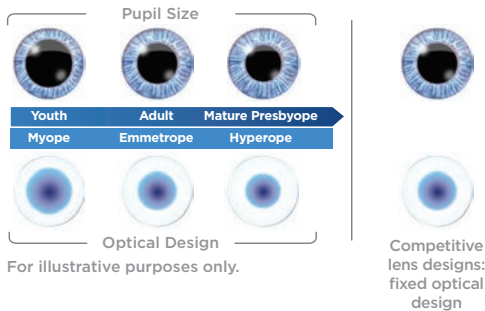 Pupil Size
Youth Adult Mature Presbyope
Myope Emmetrope Hyperope
Optical Design
For illustrative purposes only.
Competitive
lens designs:
fixed optical
design